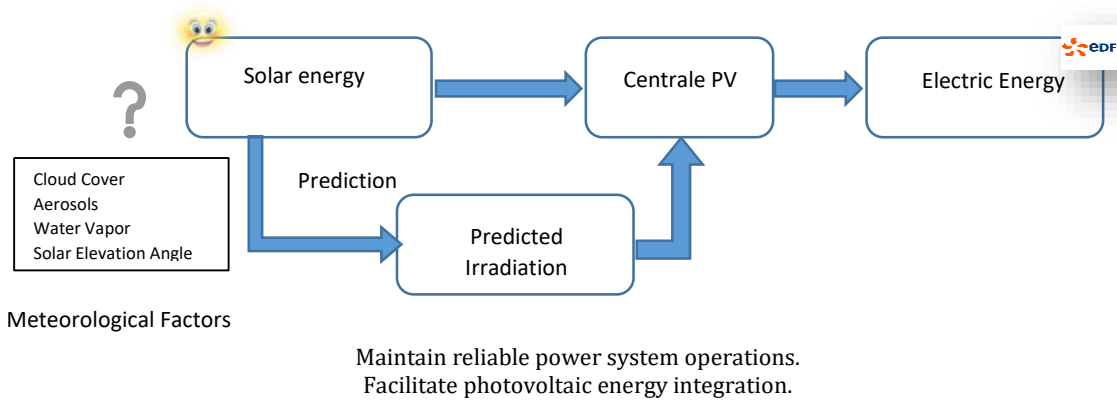 Solar energy
Centrale PV
Electric Energy
eDF
?
Cloud Cover
Aerosols
Water Vapor
Solar Elevation Angle
Prediction
Predicted
Irradiation
Meteorological Factors
Maintain reliable power system operations.
Facilitate photovoltaic energy integration.